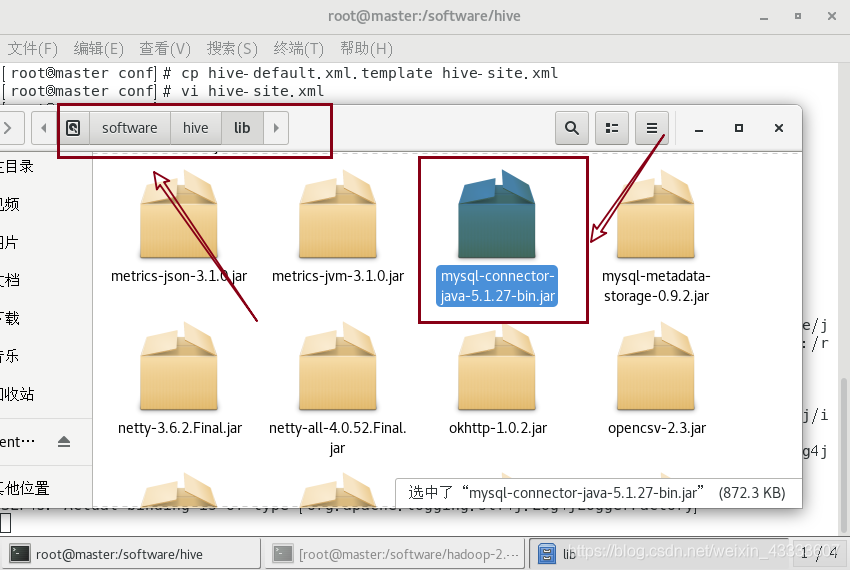 root@master:/software/hive
文件(F) 编辑(E) 查看(V) 搜索(S) 终端(T) 帮助(H)
[root@master conf]# cp hive-default.xml.template hive-site.xml
[root@master conf]# vi hive-site.xml
software hive lib
主目录
视频
图片
文档
下载
音乐
回收站
ent…
其他位置
metrics-json-3.1.0.jar
metrics-jvm-3.1.0.jar
mysql-connector-
java-5.1.27-bin.jar
mysql-metadata-
storage-0.9.2.jar
netty-3.6.2.Final.jar
netty-all-4.0.52.Final.
jar
okhttp-1.0.2.jar
opencsv-2.3.jar
e/j
:/r
j/i
g4j
选中了“mysql-connector-java-5.1.27-bin.jar” (872.3 KB)
root@master:/software/hive
[root@master:/software/hadoop-2.…
lib
1 / 4